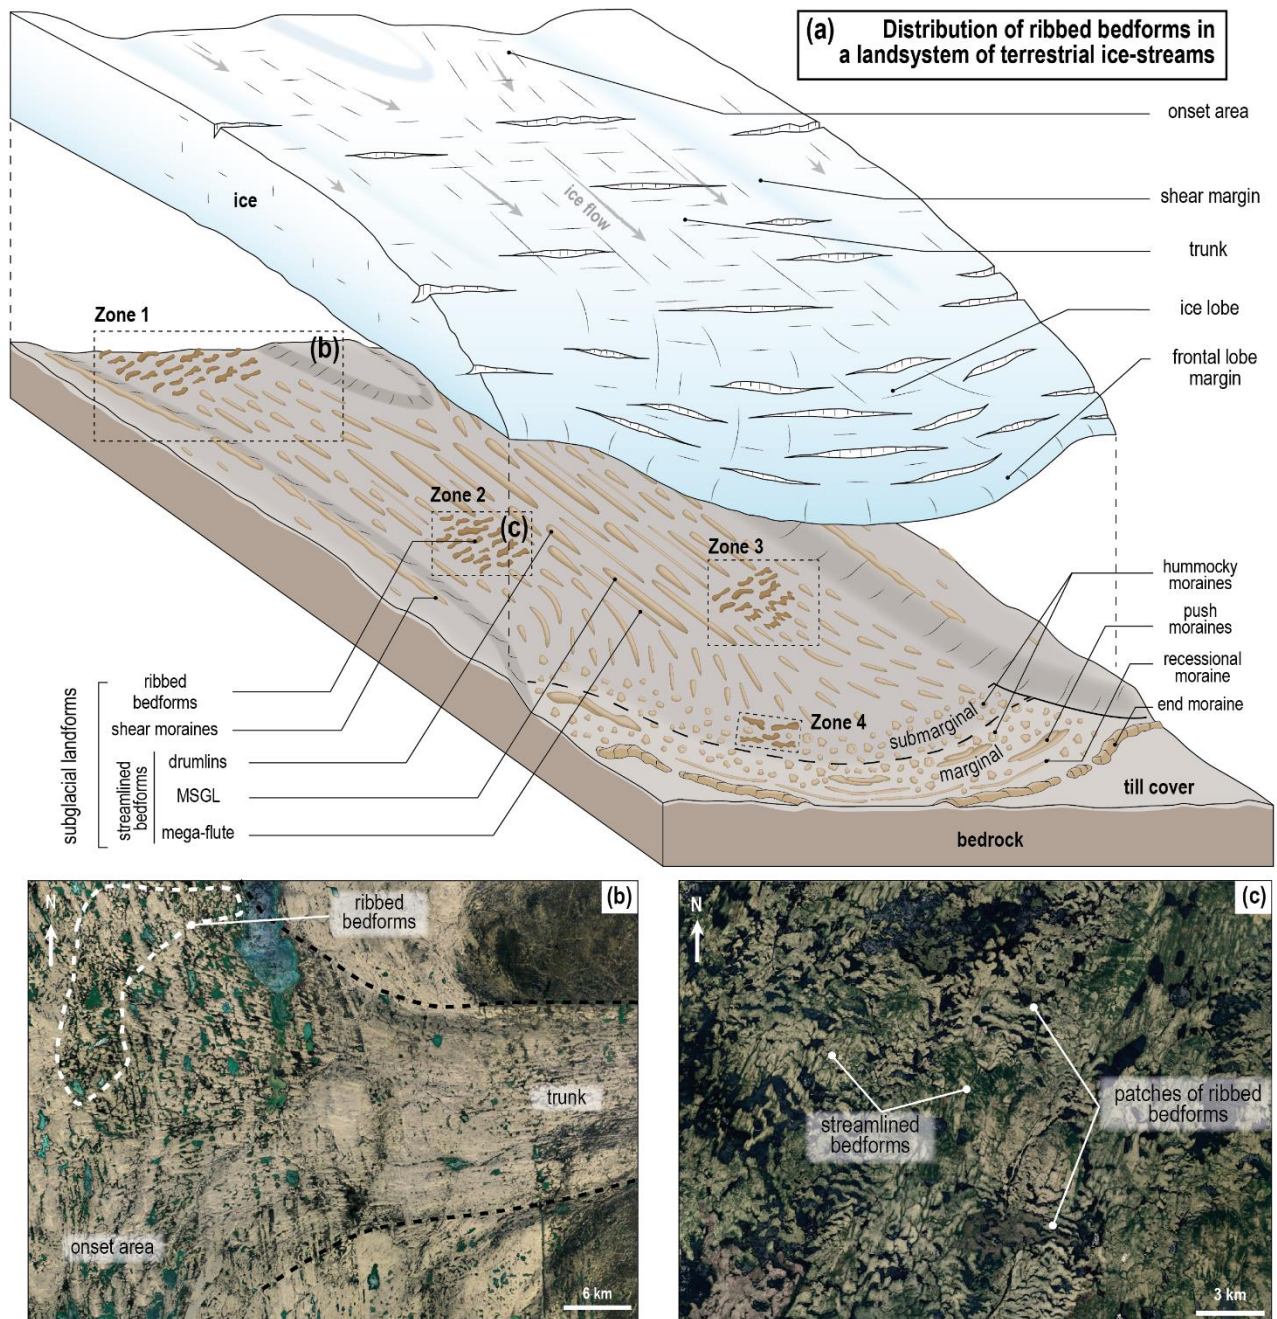 (a) Distribution of ribbed bedforms in
a landsystem of terrestrial ice-streams
onset area
shear margin
trunk
ice lobe
frontal lobe
margin
ice
ice flow
Zone 1
(b)
Zone 2
(c)
Zone 3
Zone 4
hummocky
moraines
push
moraines
recessional
moraine
end moraine
submarginal
marginal
till cover
bedrock
subglacial landforms
ribbed
bedforms
shear moraines
streamlined
bedforms
drumlins
MSGL
mega-flute
(b)
N
ribbed
bedforms
trunk
onset area
6 km
(c)
N
streamlined
bedforms
patches of ribbed
bedforms
3 km